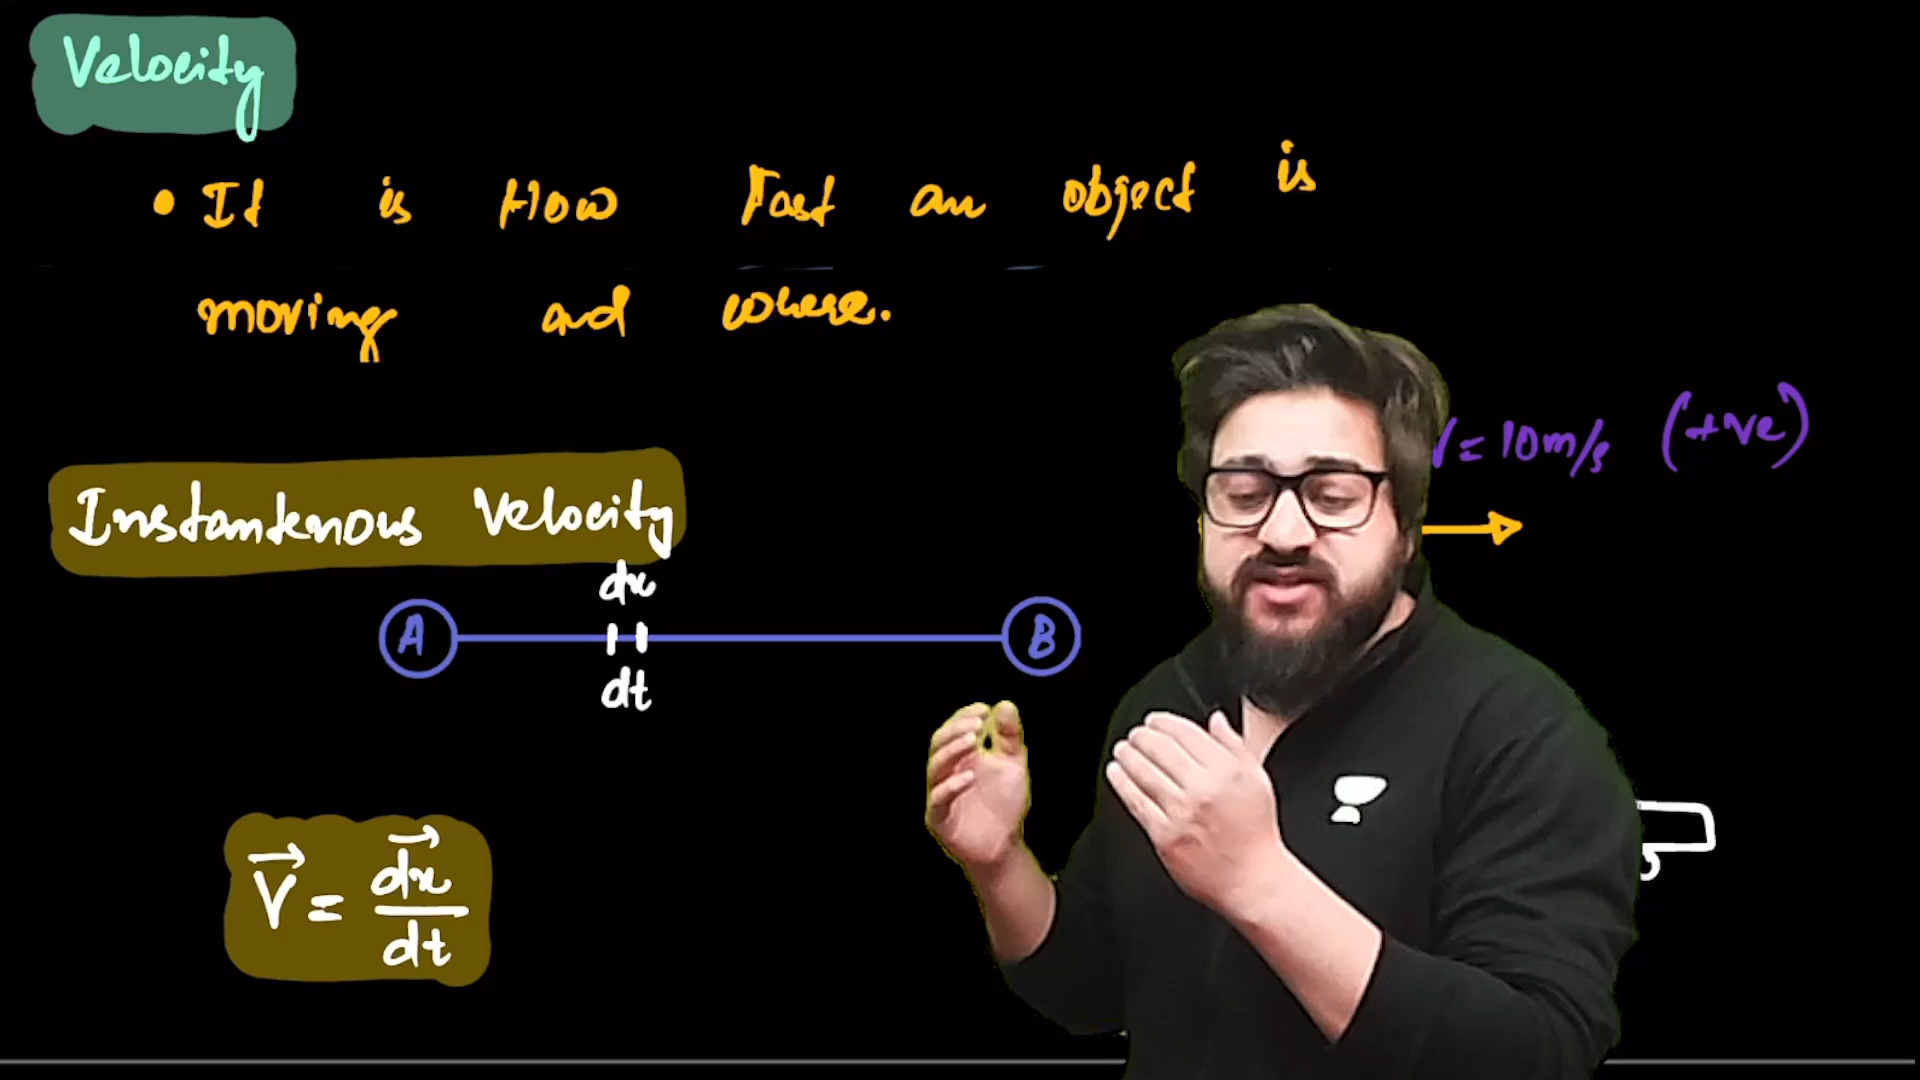 Velocity
• It is How Fast an object is
moving and where.
V = 10m/s (+ve)
Instantenous Velocity
dx
A B
dt
V = dx
dt